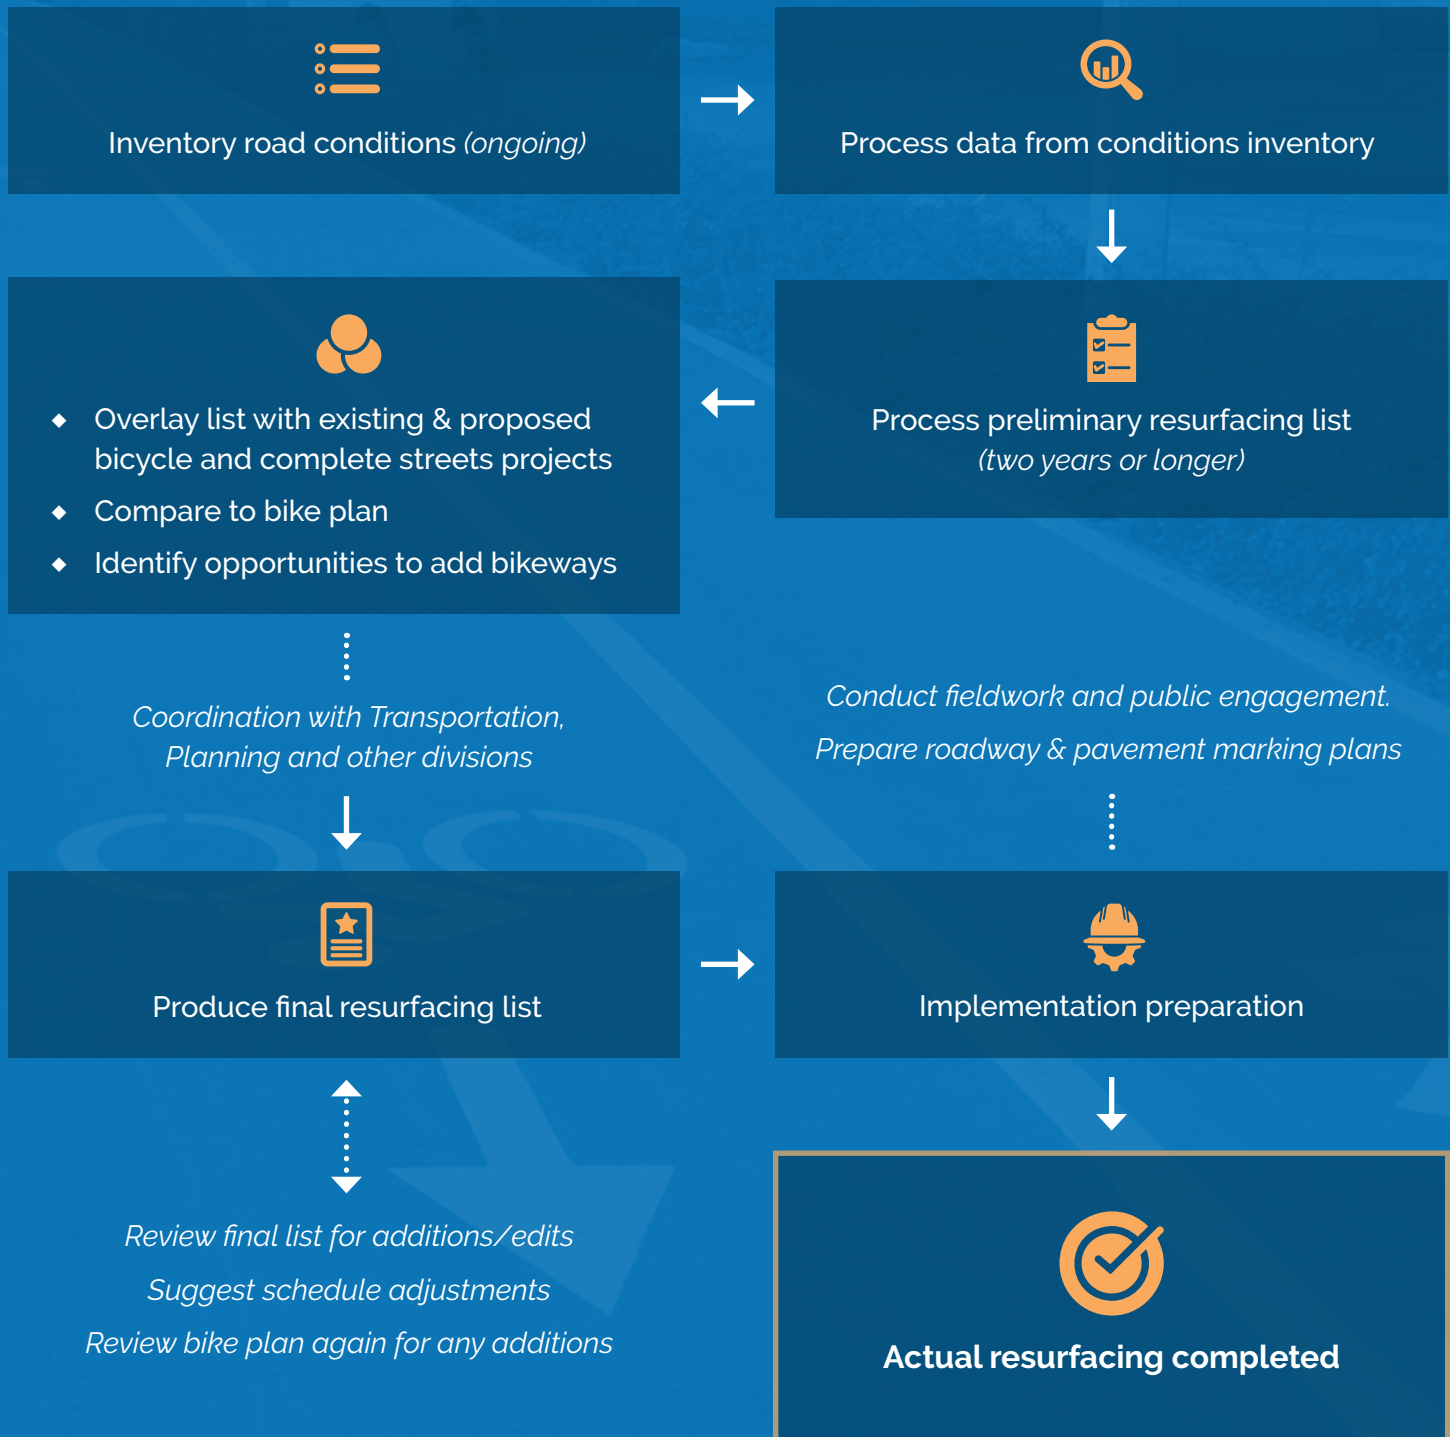 Inventory road conditions (ongoing)
Process data from conditions inventory
Process preliminary resurfacing list
(two years or longer)
Overlay list with existing & proposed
bicycle and complete streets projects
Compare to bike plan
Identify opportunities to add bikeways
Coordination with Transportation,
Planning and other divisions
Produce final resurfacing list
Review final list for additions/edits
Suggest schedule adjustments
Review bike plan again for any additions
Conduct fieldwork and public engagement.
Prepare roadway & pavement marking plans
Implementation preparation
Actual resurfacing completed